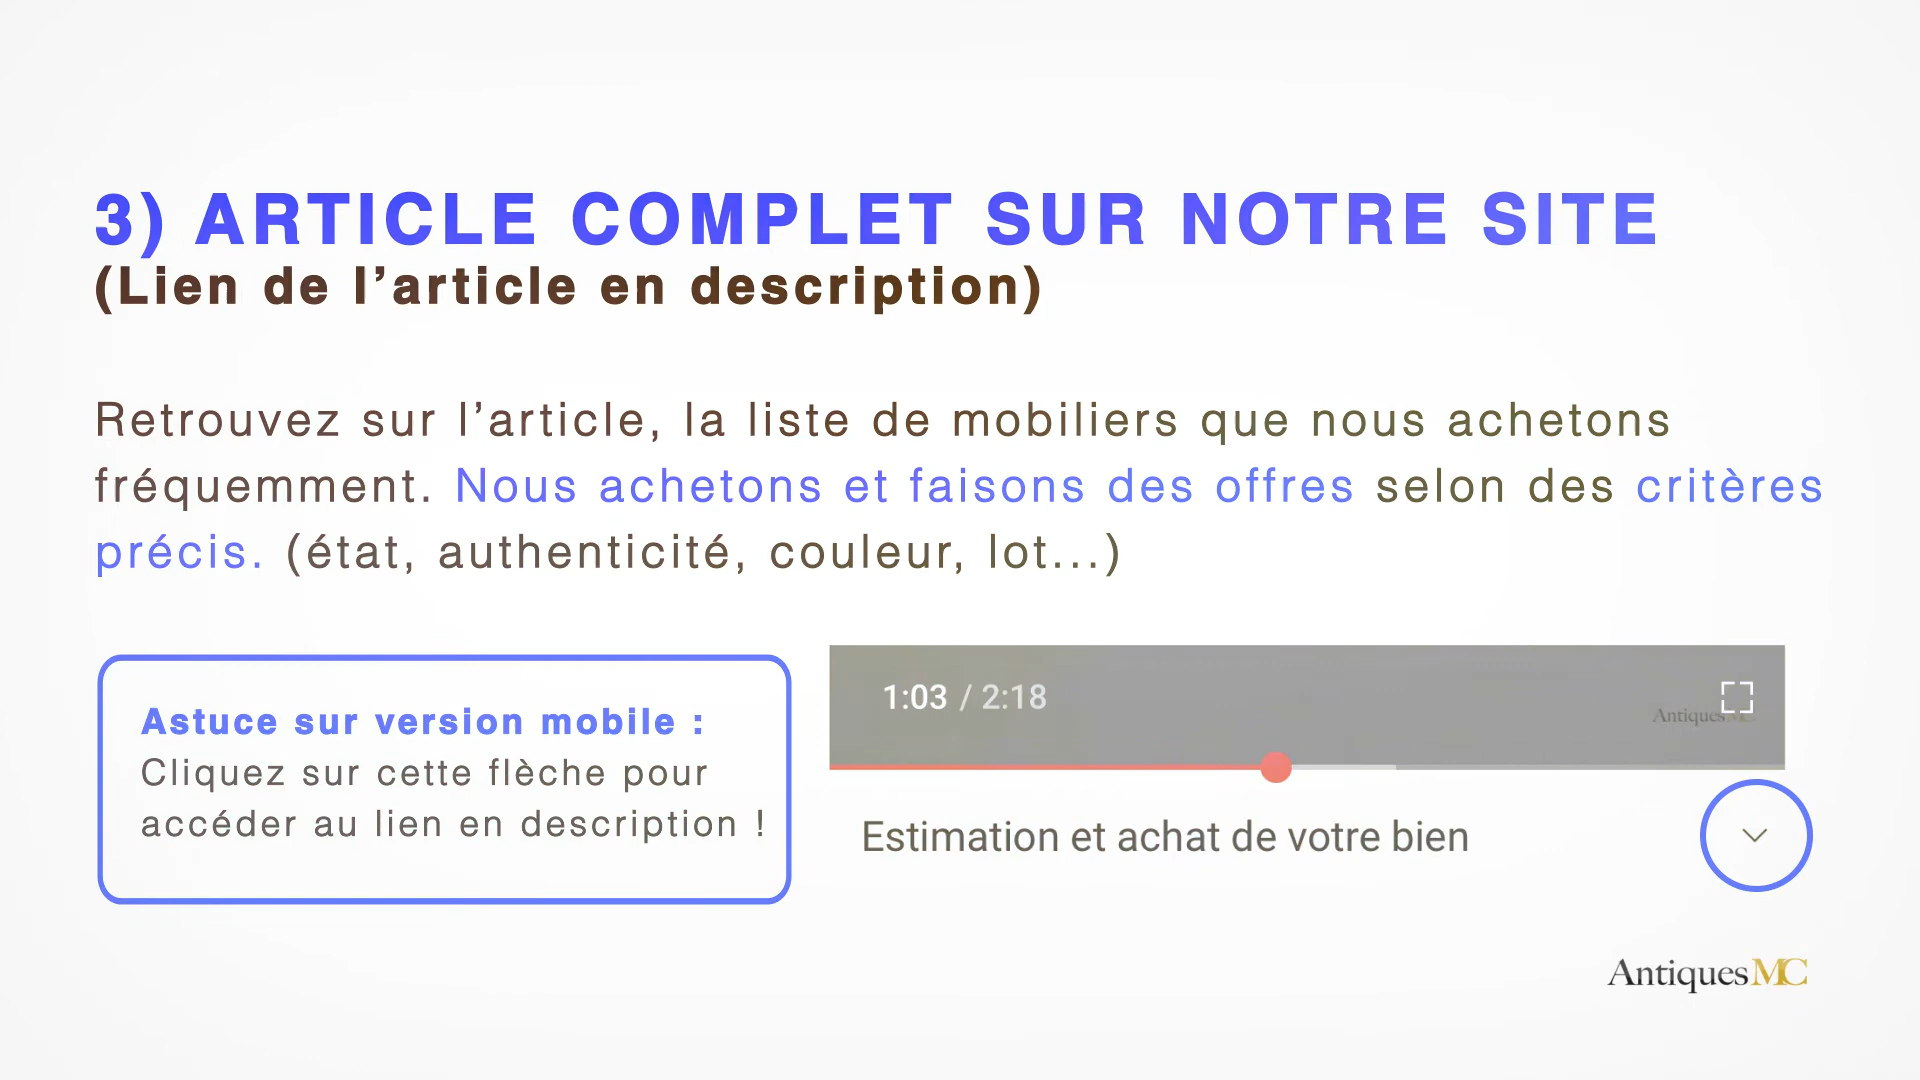 3) ARTICLE COMPLET SUR NOTRE SITE
(Lien de l’article en description)
Retrouvez sur l’article, la liste de mobiliers que nous achetons
fréquemment. Nous achetons et faisons des offres selon des critères
précis. (état, authenticité, couleur, lot...)
Astuce sur version mobile :
Cliquez sur cette flèche pour
accéder au lien en description !
1:03 / 2:18
AntiquesMC
Estimation et achat de votre bien
AntiquesMC